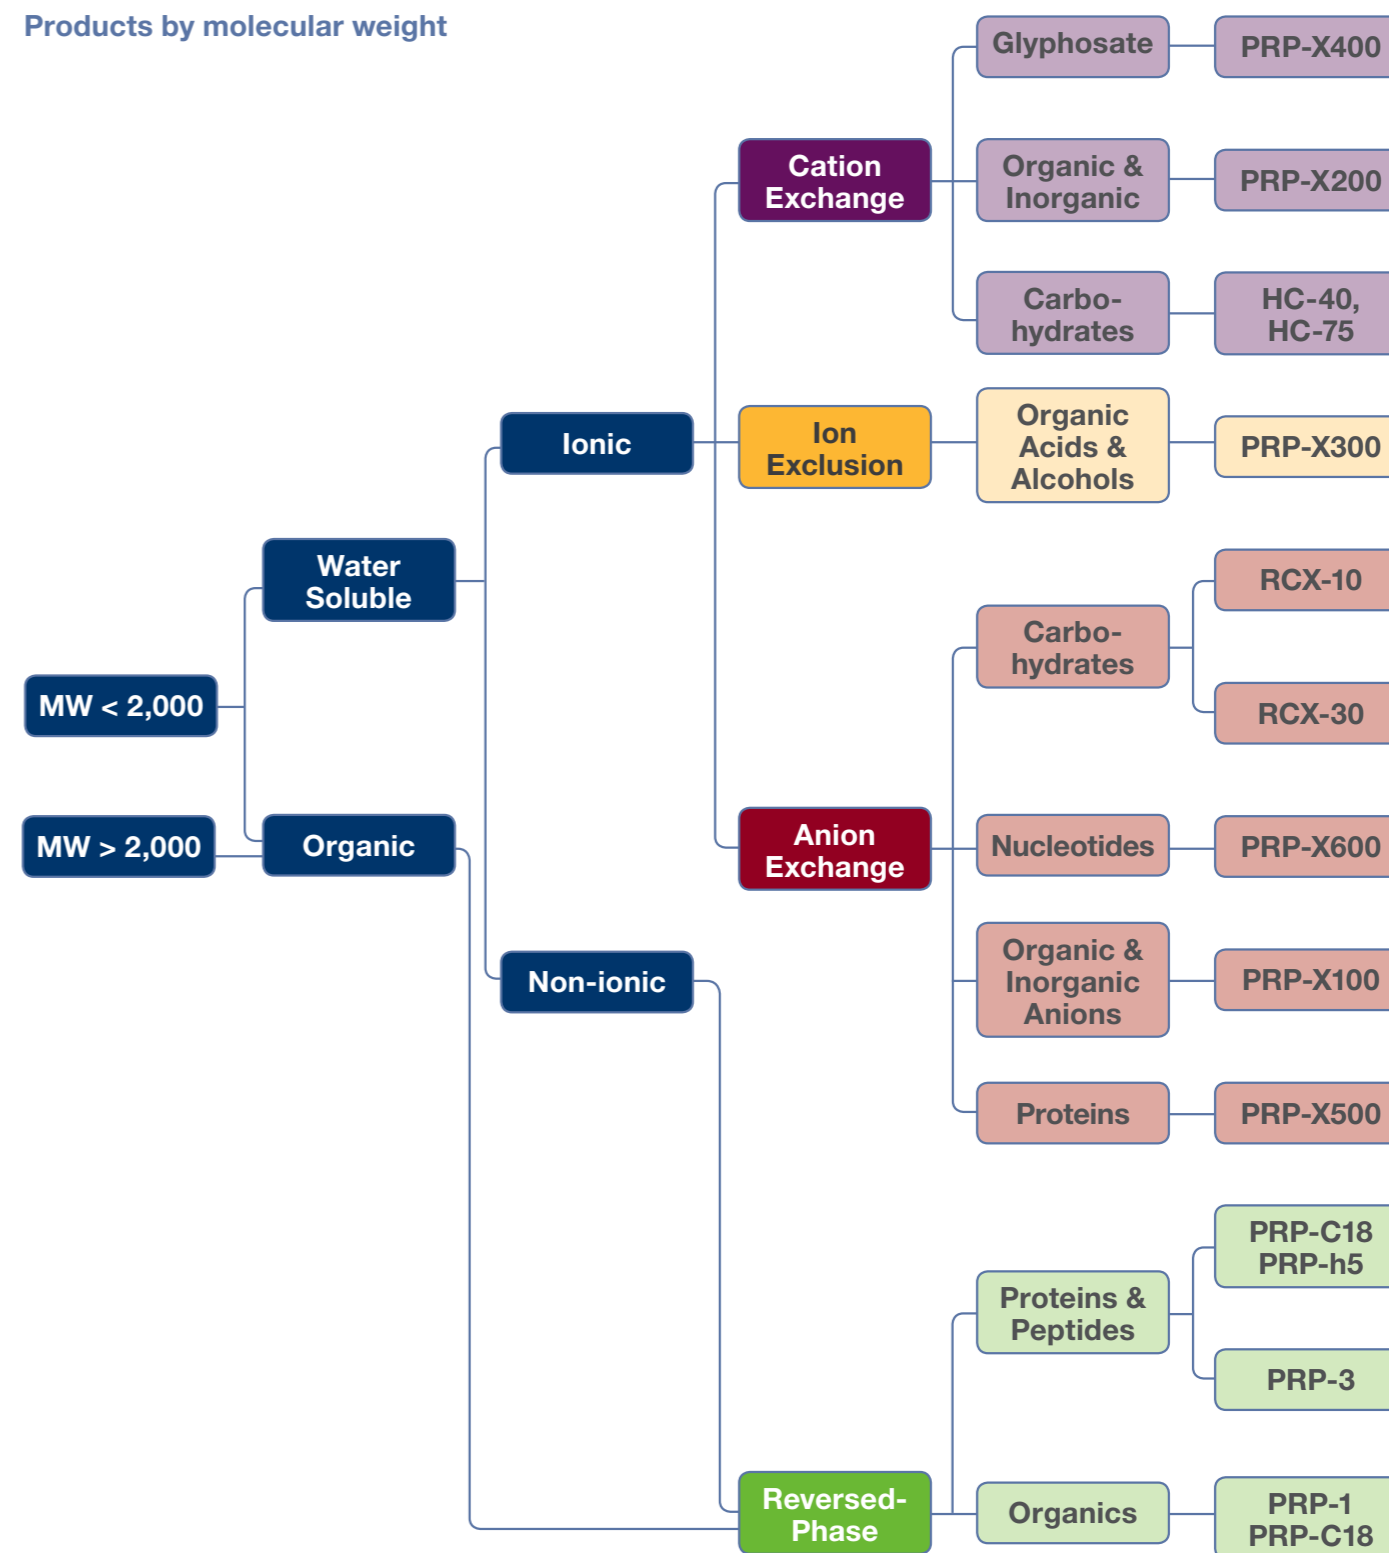 Products by molecular weight
MW < 2,000
MW > 2,000
Water
Soluble
Organic
Ionic
Non-ionic
Cation
Exchange
Glyphosate
PRP-X400
Organic &
Inorganic
PRP-X200
Carbo-
hydrates
HC-40,
HC-75
Ion
Exclusion
Organic
Acids &
Alcohols
PRP-X300
Anion
Exchange
Carbo-
hydrates
RCX-10
RCX-30
Nucleotides
PRP-X600
Organic &
Inorganic
Anions
PRP-X100
Proteins
PRP-X500
Reversed-
Phase
Proteins &
Peptides
PRP-C18
PRP-h5
PRP-3
Organics
PRP-1
PRP-C18